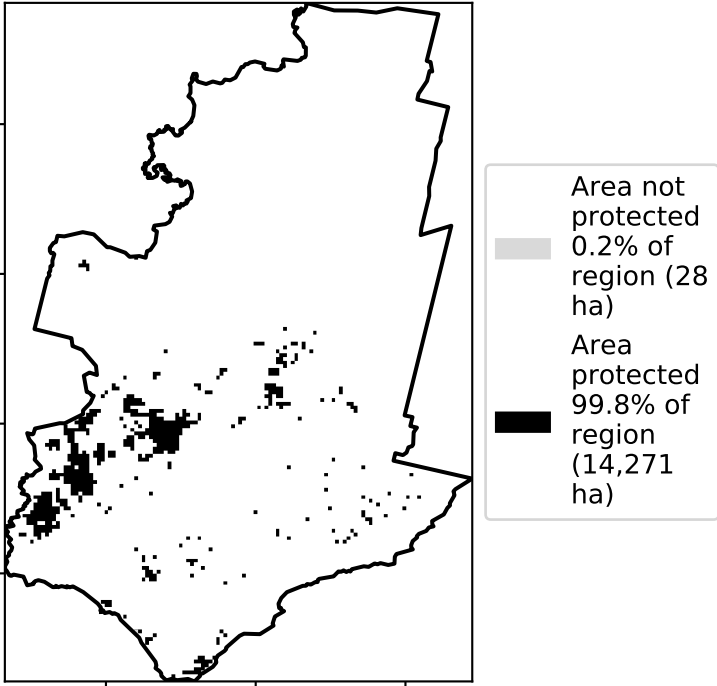 Area not
protected
0.2% of
region (28
ha)
Area
protected
99.8% of
region
(14,271
ha)